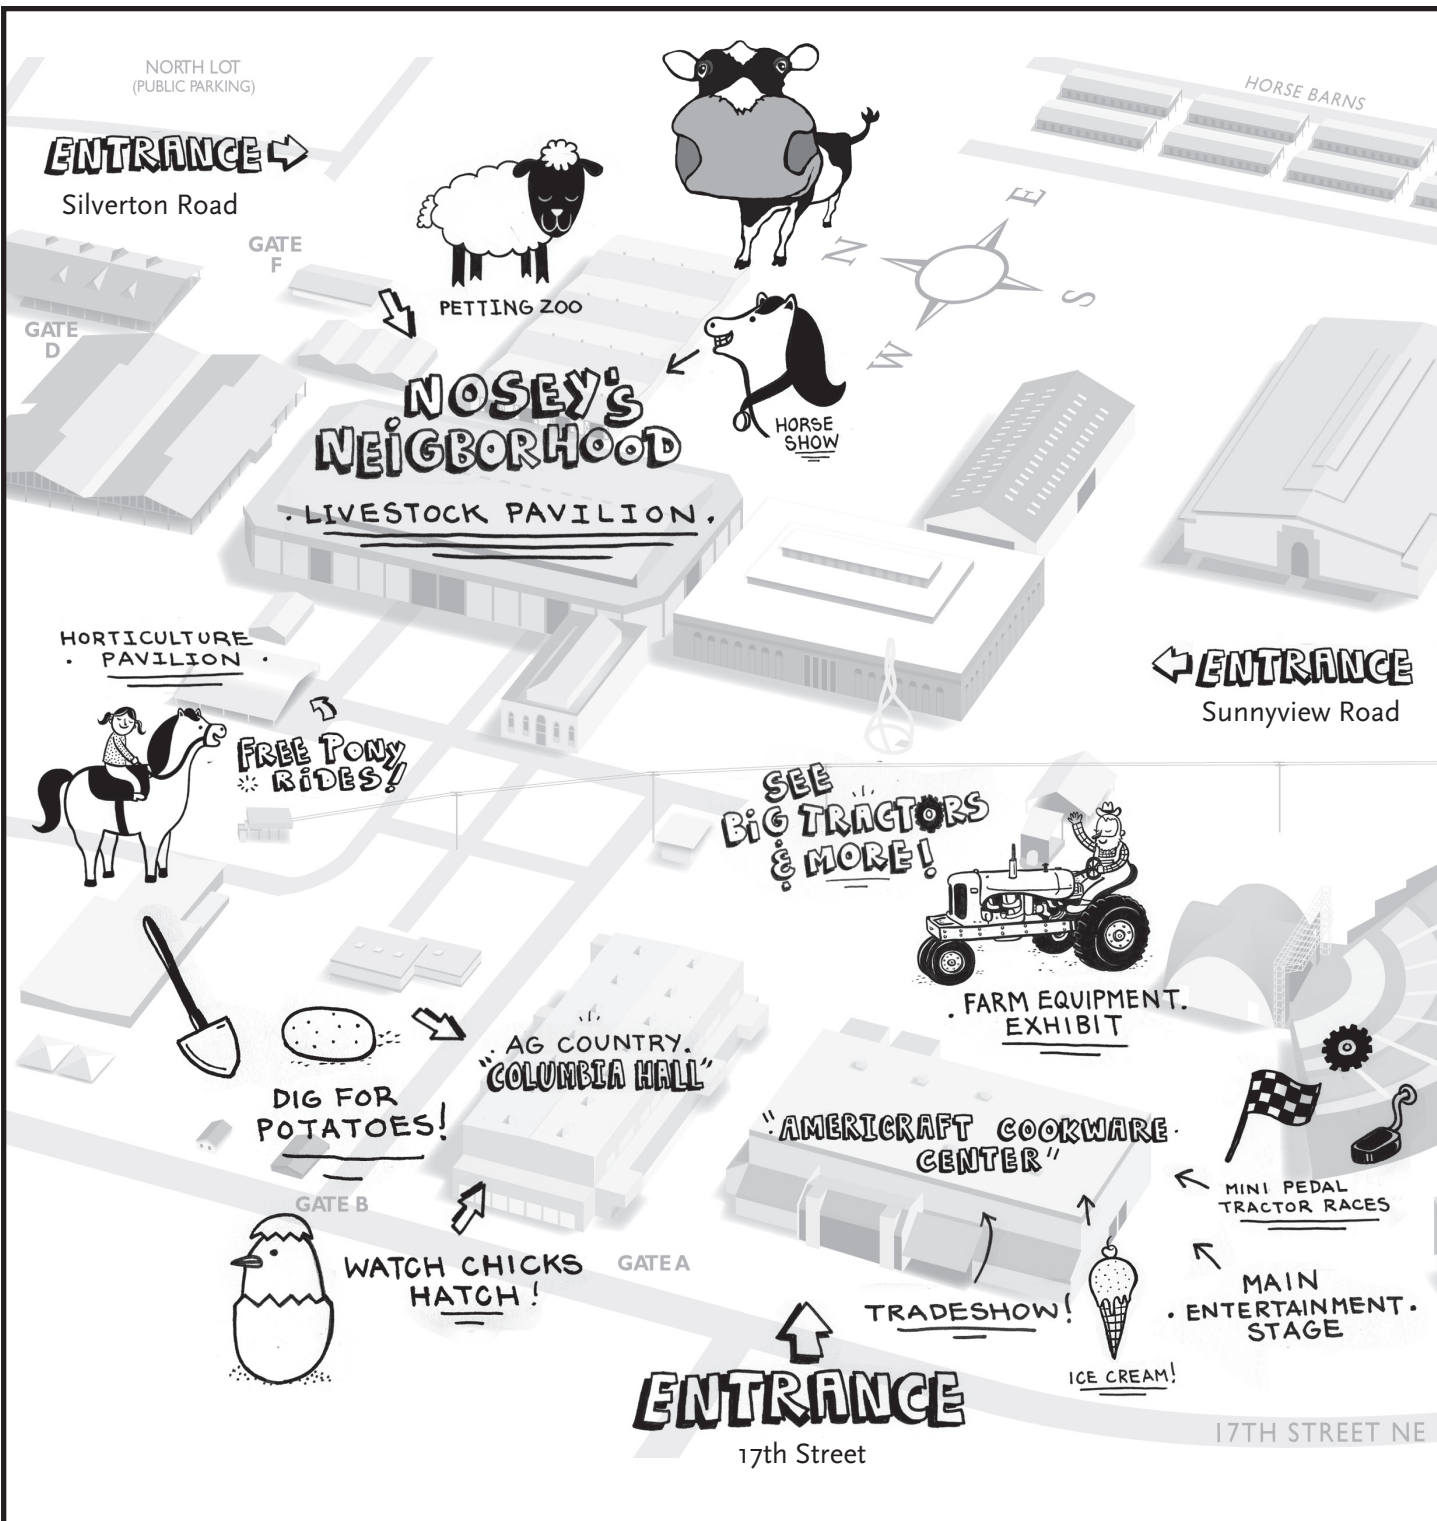 NORTH LOT
(PUBLIC PARKING)
HORSE BARNS
ENTRANCE
Silverton Road
GATE
F
GATE
D
PETTING ZOO
N
E
S
W
HORSE
SHOW
NOSEY'S
NEIGBORHOOD
LIVESTOCK PAVILION.
HORTICULTURE
PAVILION
FREE PONY
RIDES!
ENTRANCE
Sunnyview Road
SEE
BIG TRACTORS
& MORE!
FARM EQUIPMENT
EXHIBIT
AG COUNTRY
"COLUMBIA HALL"
DIG FOR
POTATOES!
"AMERICRAFT COOKWARE
CENTER"
MINI PEDAL
TRACTOR RACES
GATE B
WATCH CHICKS
HATCH!
GATE A
TRADESHOW!
MAIN
ENTERTAINMENT
STAGE
ICE CREAM!
ENTRANCE
17th Street
17TH STREET NE